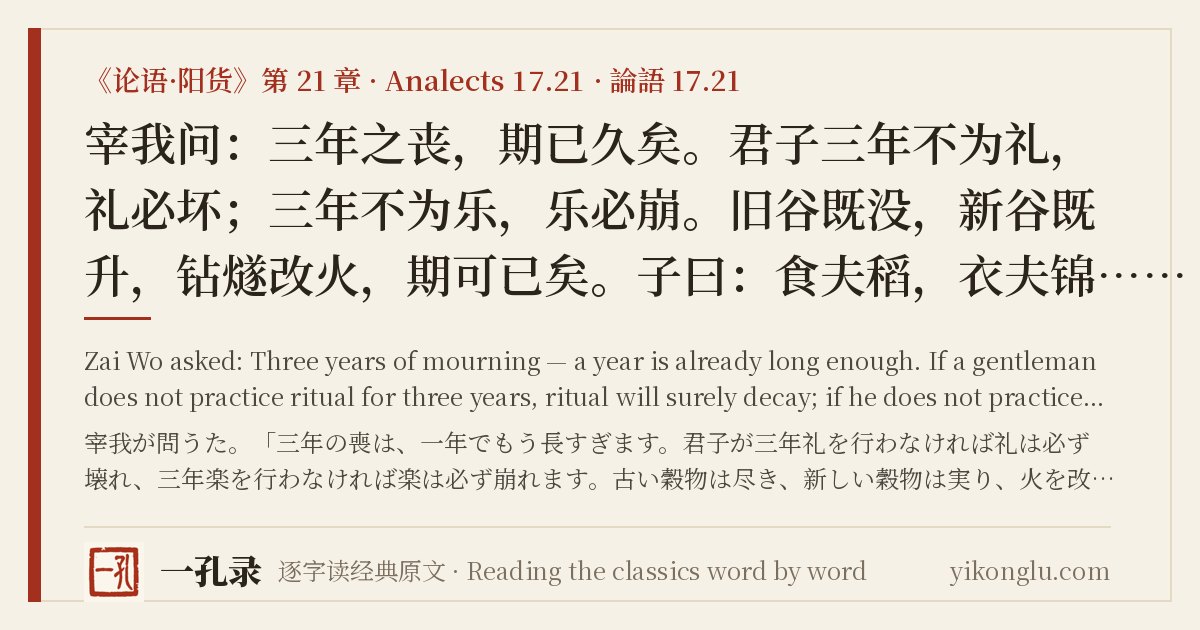 《论语·阳货》第 21 章 · Analects 17.21 · 論語 17.21
宰我问：三年之丧，期已久矣。君子三年不为礼，
礼必坏；三年不为乐，乐必崩。旧谷既没，新谷既
升，钻燧改火，期可已矣。子曰：食夫稻，衣夫锦……
Zai Wo asked: Three years of mourning — a year is already long enough. If a gentleman
does not practice ritual for three years, ritual will surely decay; if he does not practice...
宰我が問うた。「三年の喪は、一年でもう長すぎます。君子が三年礼を行わなければ礼は必ず
壊れ、三年楽を行わなければ楽は必ず崩れます。古い穀物は尽き、新しい穀物は実り、火を改…
一孔
一孔录 逐字读经典原文 · Reading the classics word by word yikonglu.com